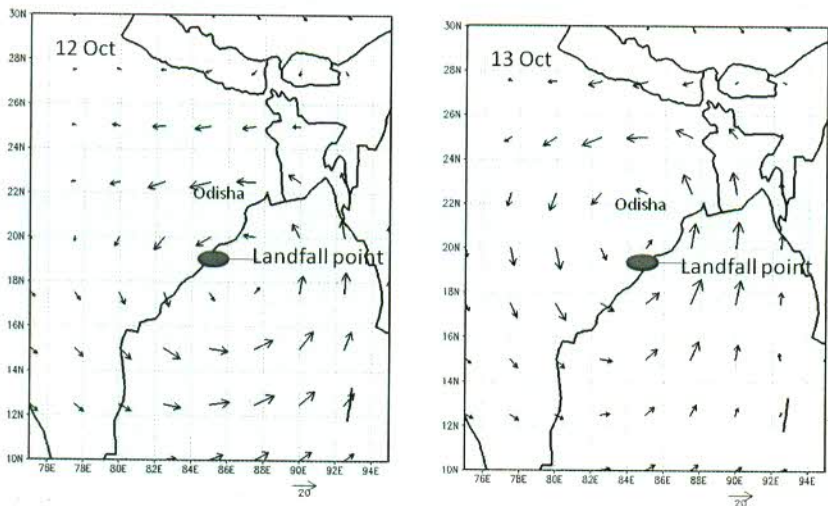 12 Oct
30N
28N
26N
24N
22N
20N
18N
16N
14N
12N
10N
Odisha
Landfall point
76E 78E 80E 82E 84E 86E 88E 90E 92E 94E
20
13 Oct
30N
28N
26N
24N
22N
20N
18N
16N
14N
12N
10N
Odisha
Landfall point
76E 78E 80E 82E 84E 86E 88E 90E 92E 94E
20